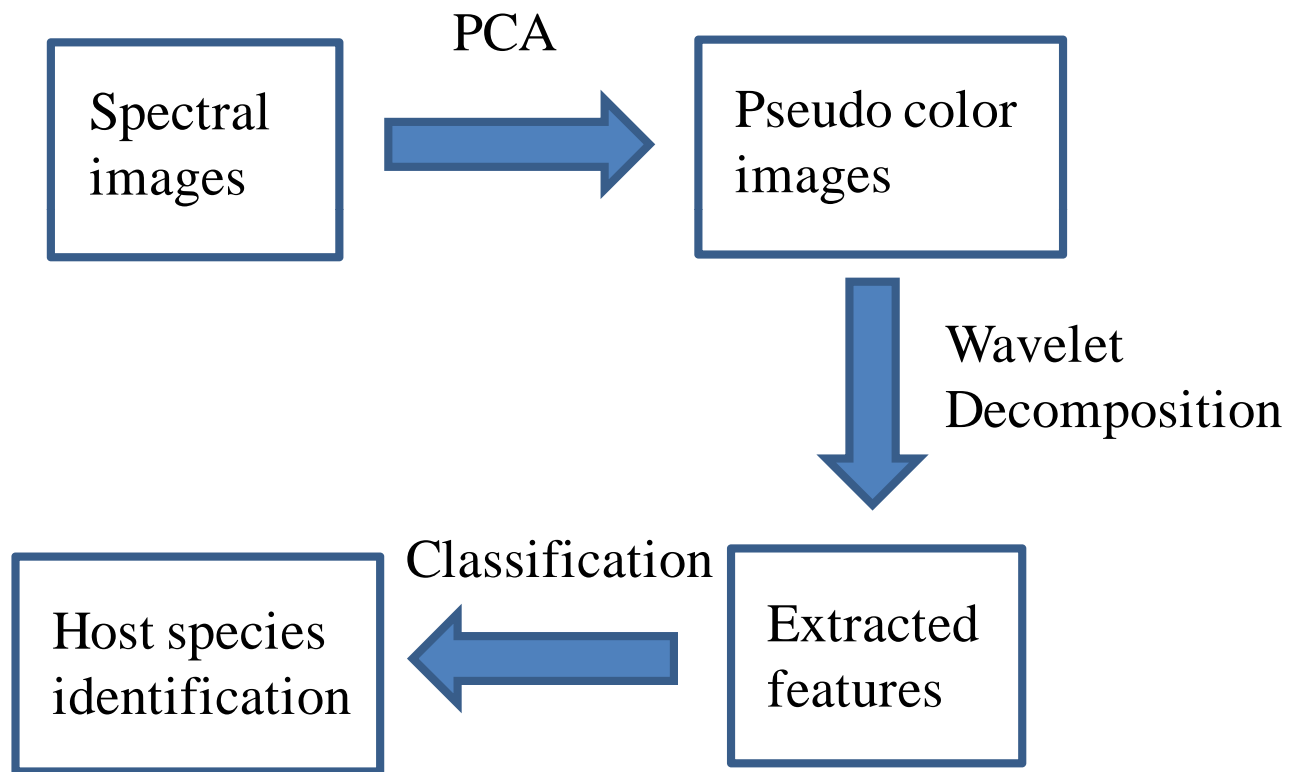 Spectral
images
PCA
Pseudo color
images
Wavelet
Decomposition
Extracted
features
Classification
Host species
identification